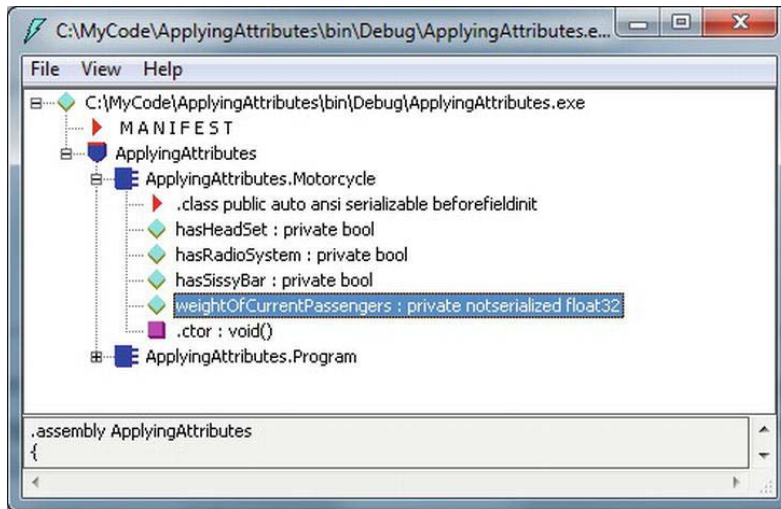 C:\MyCode\ApplyingAttributes\bin\Debug\ApplyingAttributes.e...
File View Help
C:\MyCode\ApplyingAttributes\bin\Debug\ApplyingAttributes.exe
M A N I F E S T
ApplyingAttributes
ApplyingAttributes.Motorcycle
.class public auto ansi serializable beforefieldinit
hasHeadSet : private bool
hasRadioSystem : private bool
hasSissyBar : private bool
weightOfCurrentPassengers : private notserialized float32
.ctor : void()
ApplyingAttributes.Program
.assembly ApplyingAttributes
{